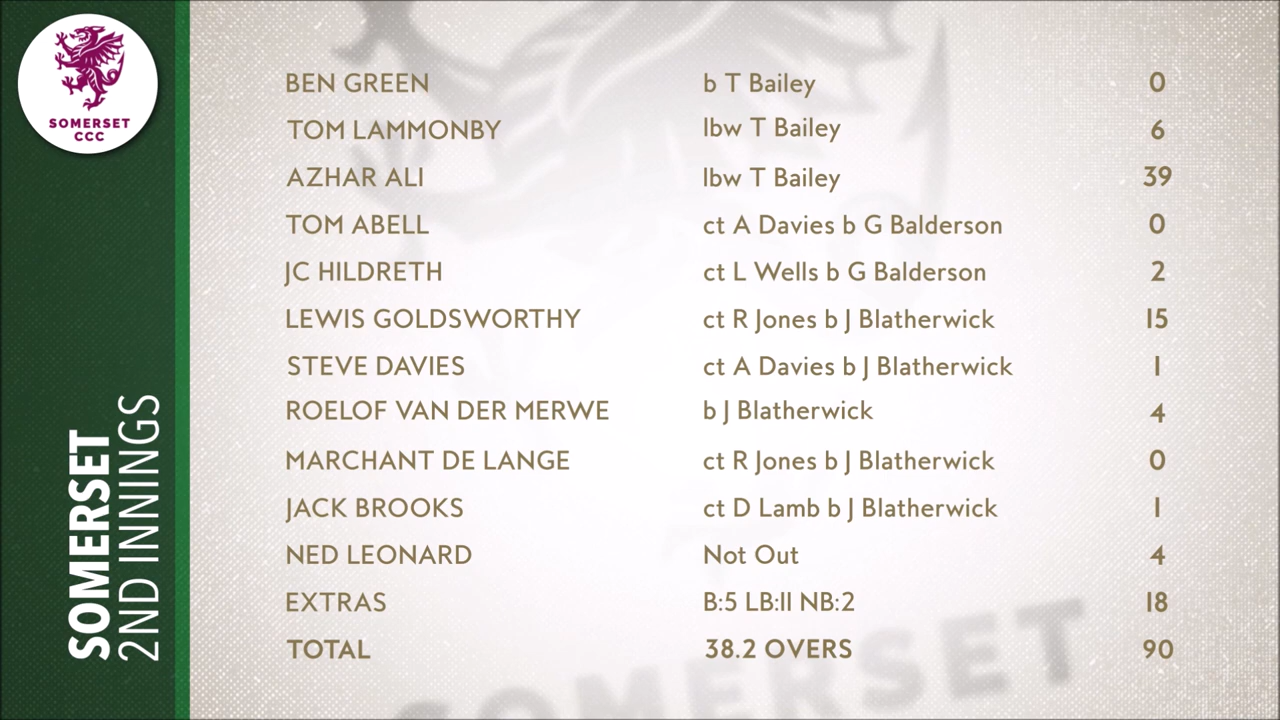 SOMERSET
CCC
SOMERSET
2ND INNINGS
BEN GREEN b T Bailey 0
TOM LAMMONBY lbw T Bailey 6
AZHAR ALI lbw T Bailey 39
TOM ABELL ct A Davies b G Balderson 0
JC HILDRETH ct L Wells b G Balderson 2
LEWIS GOLDSWORTHY ct R Jones b J Blatherwick 15
STEVE DAVIES ct A Davies b J Blatherwick 1
ROELOF VAN DER MERWE b J Blatherwick 4
MARCHANT DE LANGE ct R Jones b J Blatherwick 0
JACK BROOKS ct D Lamb b J Blatherwick 1
NED LEONARD Not Out 4
EXTRAS B:5 LB:11 NB:2 18
TOTAL 38.2 OVERS 90
SOMERSET